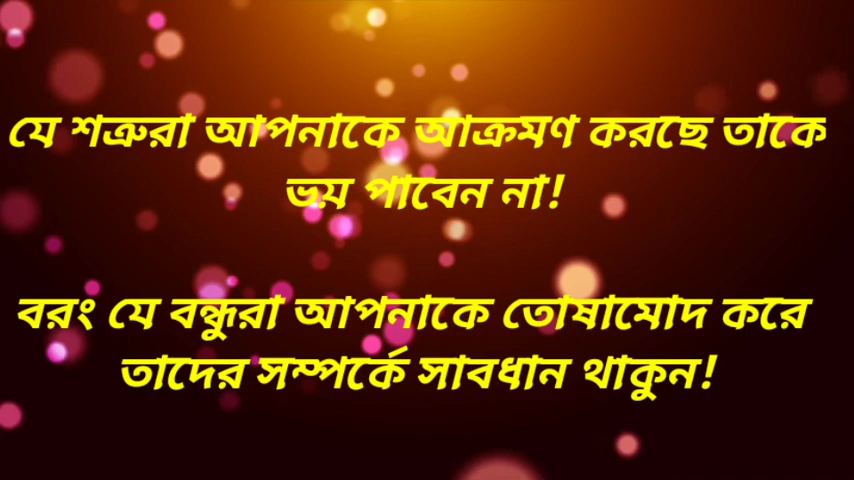 যে শত্রুরা আপনাকে আক্রমণ করছে তাকে
ভয় পাবেন না!
বরং যে বন্ধুরা আপনাকে তোষামোদ করে
তাদের সম্পর্কে সাবধান থাকুন!